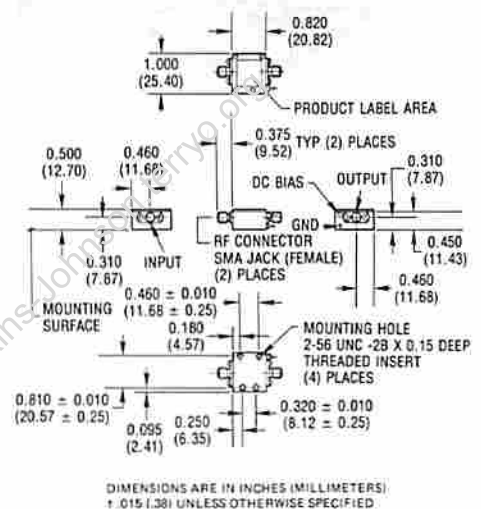 0.820
(20.82)
1.000
(25.40)
PRODUCT LABEL AREA
0.375 TYP (2) PLACES
(9.52)
0.500
(12.70)
0.460
(11.68)
DC BIAS
OUTPUT
0.310
(7.87)
GND
RF CONNECTOR
SMA JACK (FEMALE)
(2) PLACES
0.310
(7.87)
INPUT
0.450
(11.43)
0.460
(11.68)
MOUNTING
SURFACE
0.460 ± 0.010
(11.68 ± 0.25)
0.180
(4.57)
MOUNTING HOLE
2-56 UNC -2B X 0.15 DEEP
THREADED INSERT
(4) PLACES
0.810 ± 0.010
(20.57 ± 0.25)
0.095
(2.41)
0.250
(6.35)
0.320 ± 0.010
(8.12 ± 0.25)
DIMENSIONS ARE IN INCHES (MILLIMETERS)
.015 (.38) UNLESS OTHERWISE SPECIFIED